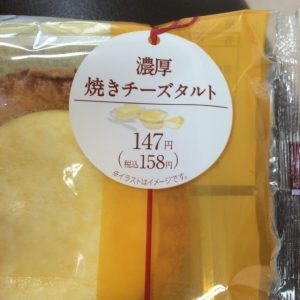 濃厚
焼きチーズタルト
147円
(税込158円)
※イラストはイメージです。